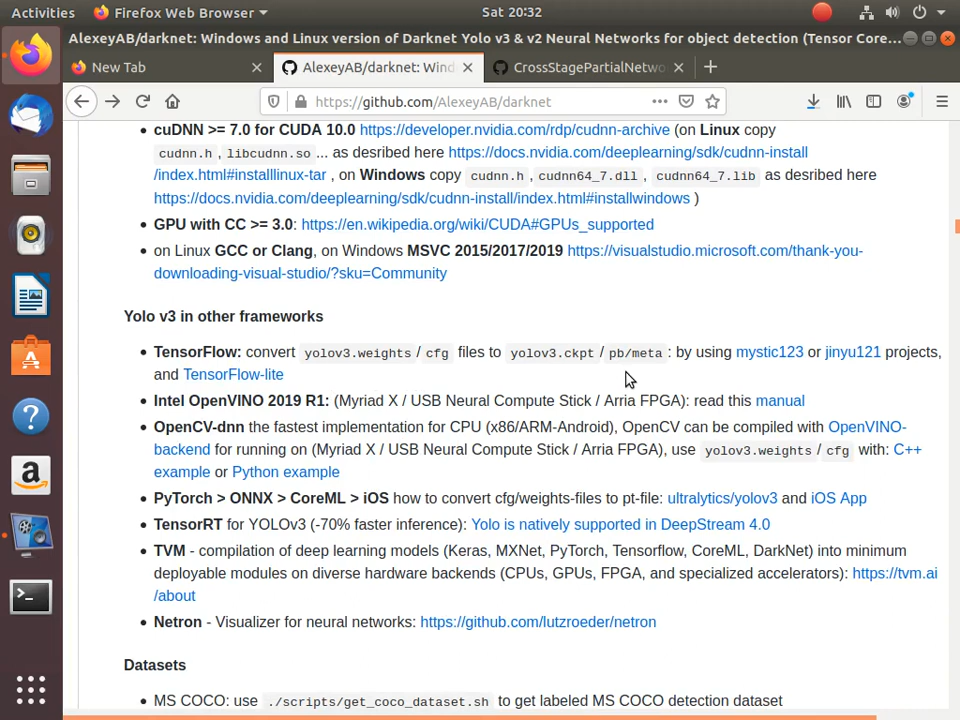 Activities
Firefox Web Browser
Sat 20:32
AlexeyAB/darknet: Windows and Linux version of Darknet Yolo v3 & v2 Neural Networks for object detection (Tensor Core...
New Tab
AlexeyAB/darknet: Wind
CrossStagePartialNetwo
https://github.com/AlexeyAB/darknet
• cuDNN >= 7.0 for CUDA 10.0 https://developer.nvidia.com/rdp/cudnn-archive (on Linux copy
cudnn.h , libcudnn.so ... as desribed here https://docs.nvidia.com/deeplearning/sdk/cudnn-install
/index.html#installlinux-tar , on Windows copy cudnn.h , cudnn64_7.dll , cudnn64_7.lib as desribed here
https://docs.nvidia.com/deeplearning/sdk/cudnn-install/index.html#installwindows )
• GPU with CC >= 3.0: https://en.wikipedia.org/wiki/CUDA#GPUs_supported
• on Linux GCC or Clang, on Windows MSVC 2015/2017/2019 https://visualstudio.microsoft.com/thank-you-
downloading-visual-studio/?sku=Community
Yolo v3 in other frameworks
• TensorFlow: convert yolov3.weights / cfg files to yolov3.ckpt / pb/meta : by using mystic123 or jinyu121 projects,
and TensorFlow-lite
• Intel OpenVINO 2019 R1: (Myriad X / USB Neural Compute Stick / Arria FPGA): read this manual
• OpenCV-dnn the fastest implementation for CPU (x86/ARM-Android), OpenCV can be compiled with OpenVINO-
backend for running on (Myriad X / USB Neural Compute Stick / Arria FPGA), use yolov3.weights / cfg with: C++
example or Python example
• PyTorch > ONNX > CoreML > iOS how to convert cfg/weights-files to pt-file: ultralytics/yolov3 and iOS App
• TensorRT for YOLOv3 (-70% faster inference): Yolo is natively supported in DeepStream 4.0
• TVM - compilation of deep learning models (Keras, MXNet, PyTorch, Tensorflow, CoreML, DarkNet) into minimum
deployable modules on diverse hardware backends (CPUs, GPUs, FPGA, and specialized accelerators): https://tvm.ai
/about
• Netron - Visualizer for neural networks: https://github.com/lutzroeder/netron
Datasets
• MS COCO: use ./scripts/get_coco_dataset.sh to get labeled MS COCO detection dataset